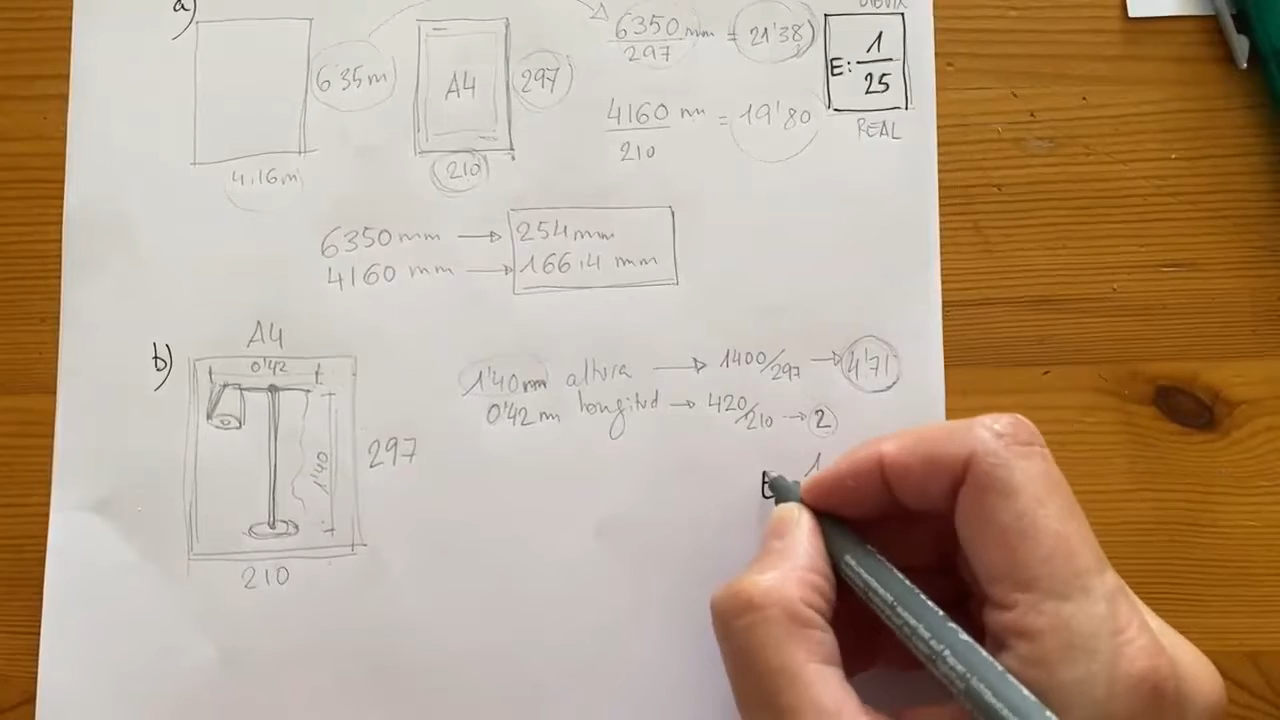 a)
6'35m
4,16m
A4
297
210
6350 mm = 21'38
297
4160 mm = 19'80
210
E: 1
25
REAL
6350 mm → 254 mm
4160 mm → 166,4 mm
b)
A4
0'42
1'40
297
210
1'40m altura → 1400/297 → 4'71
0'42m longitud → 420/210 → 2
E 1